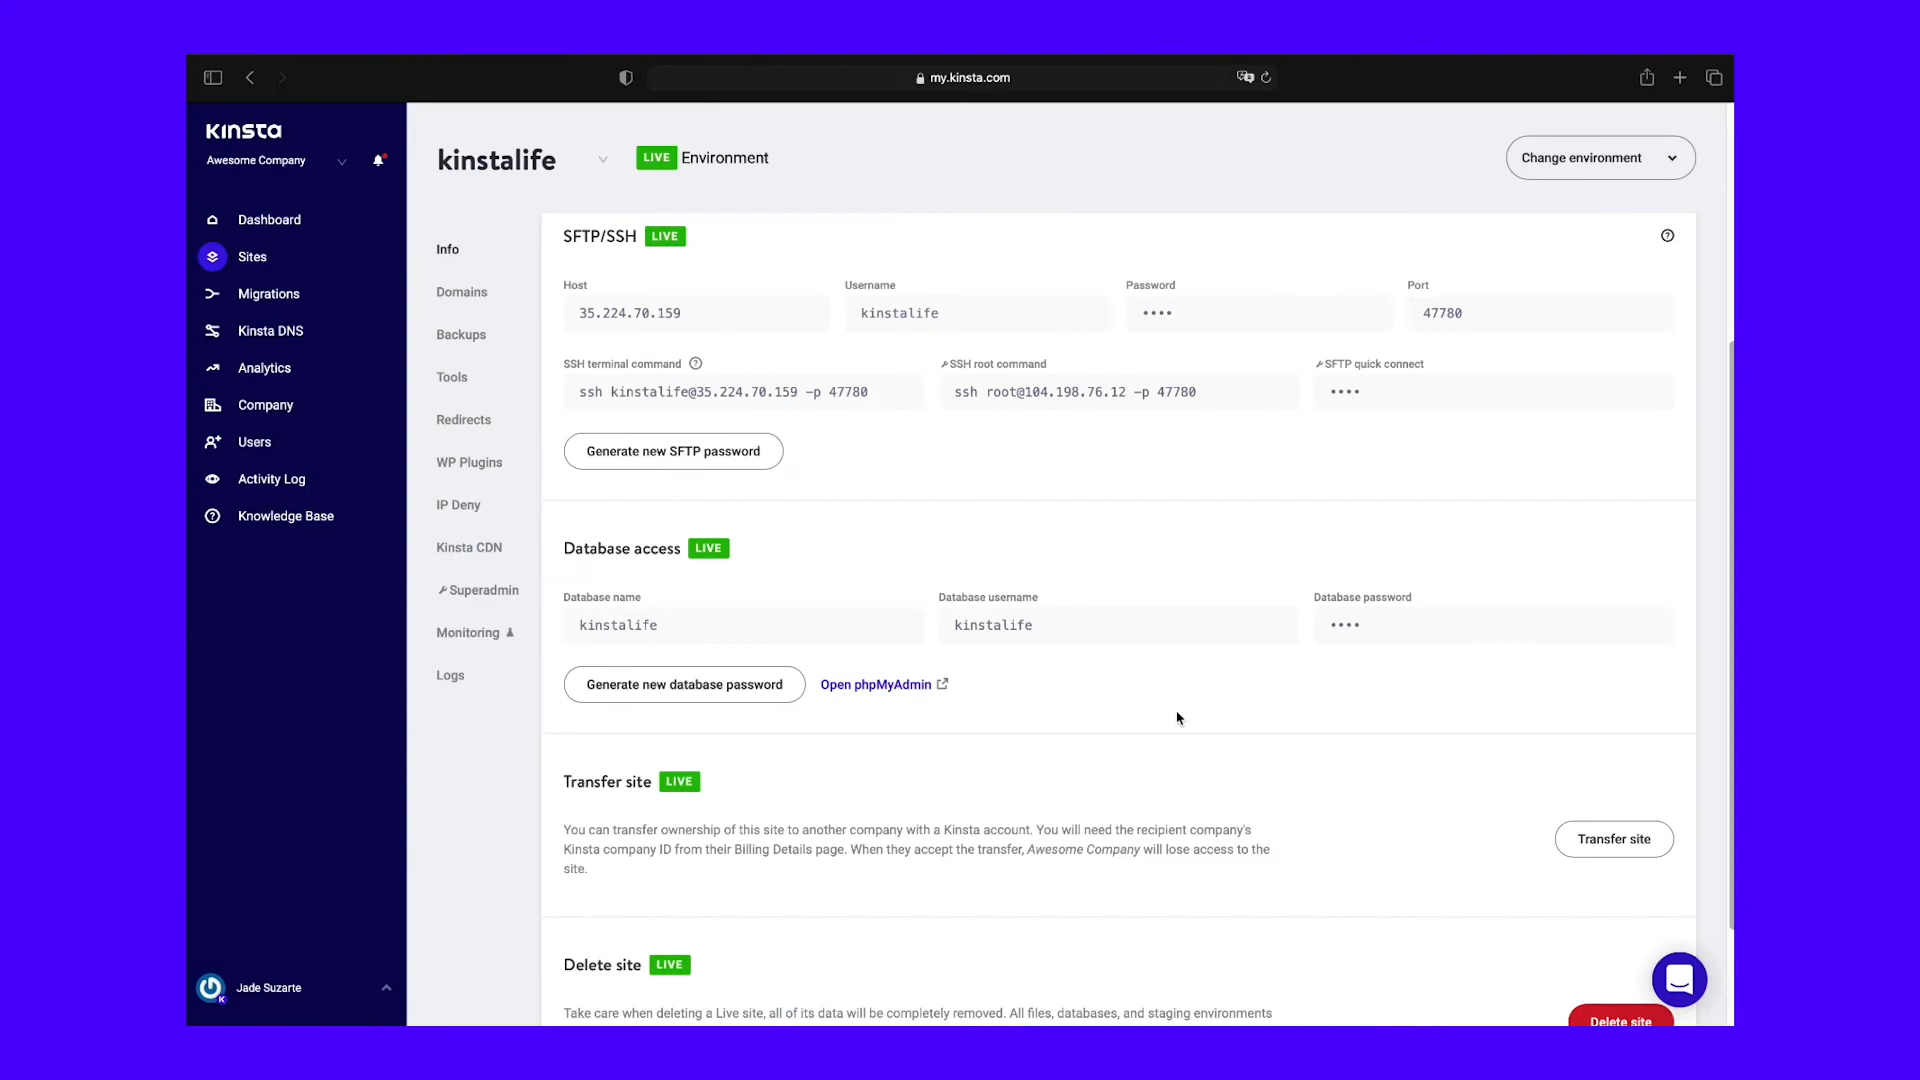 my.kinsta.com
KINSTA
Awesome Company
Dashboard
Sites
Migrations
Kinsta DNS
Analytics
Company
Users
Activity Log
Knowledge Base
Jade Suzarte
K
kinstalife
LIVE Environment
Change environment
Info
Domains
Backups
Tools
Redirects
WP Plugins
IP Deny
Kinsta CDN
Superadmin
Monitoring
Logs
SFTP/SSH LIVE
Host Username Password Port
35.224.70.159 kinstalife •••• 47780
SSH terminal command SSH root command SFTP quick connect
ssh kinstalife@35.224.70.159 -p 47780 ssh root@104.198.76.12 -p 47780 ••••
Generate new SFTP password
Database access LIVE
Database name Database username Database password
kinstalife kinstalife ••••
Generate new database password Open phpMyAdmin
Transfer site LIVE
You can transfer ownership of this site to another company with a Kinsta account. You will need the recipient company's
Kinsta company ID from their Billing Details page. When they accept the transfer, Awesome Company will lose access to the
site.
Transfer site
Delete site LIVE
Take care when deleting a Live site, all of its data will be completely removed. All files, databases, and staging environments
Delete site